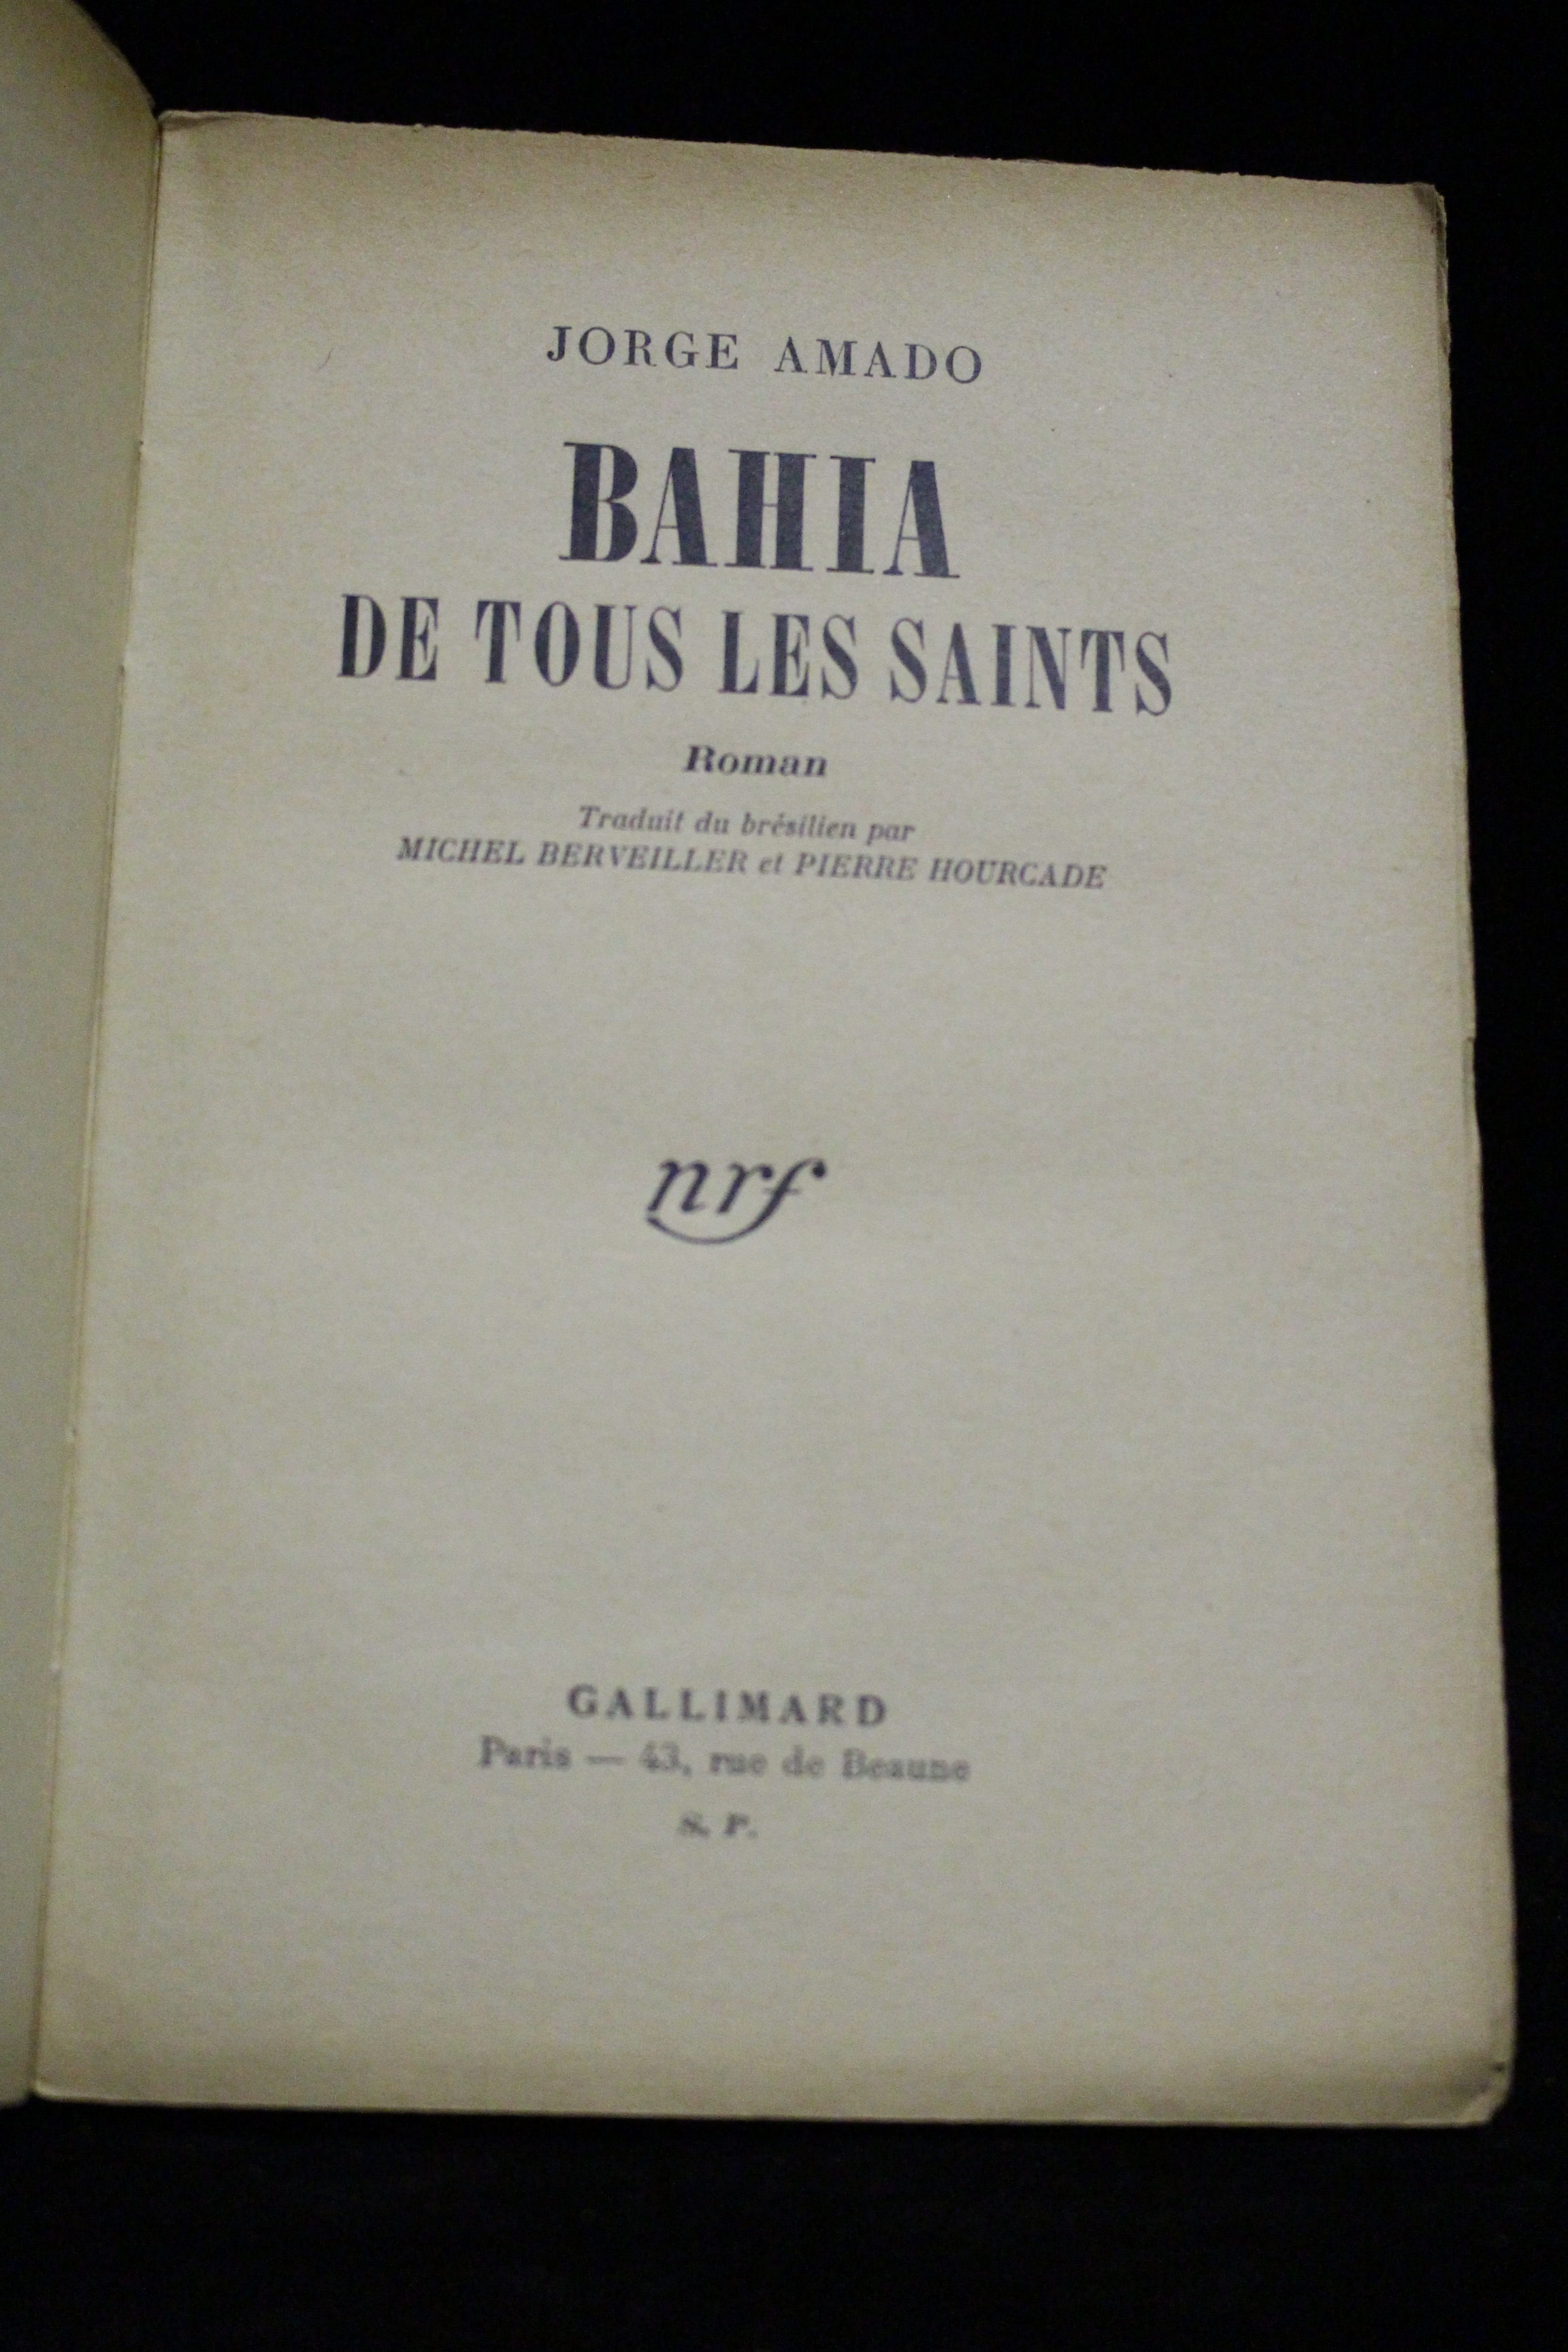 JORGE AMADO
BAHIA
DE TOUS LES SAINTS
Roman
Traduit du brésilien par
MICHEL BERVEILLER et PIERRE HOURCADE
nrf
GALLIMARD
Paris — 43, rue de Beaune
S. P.